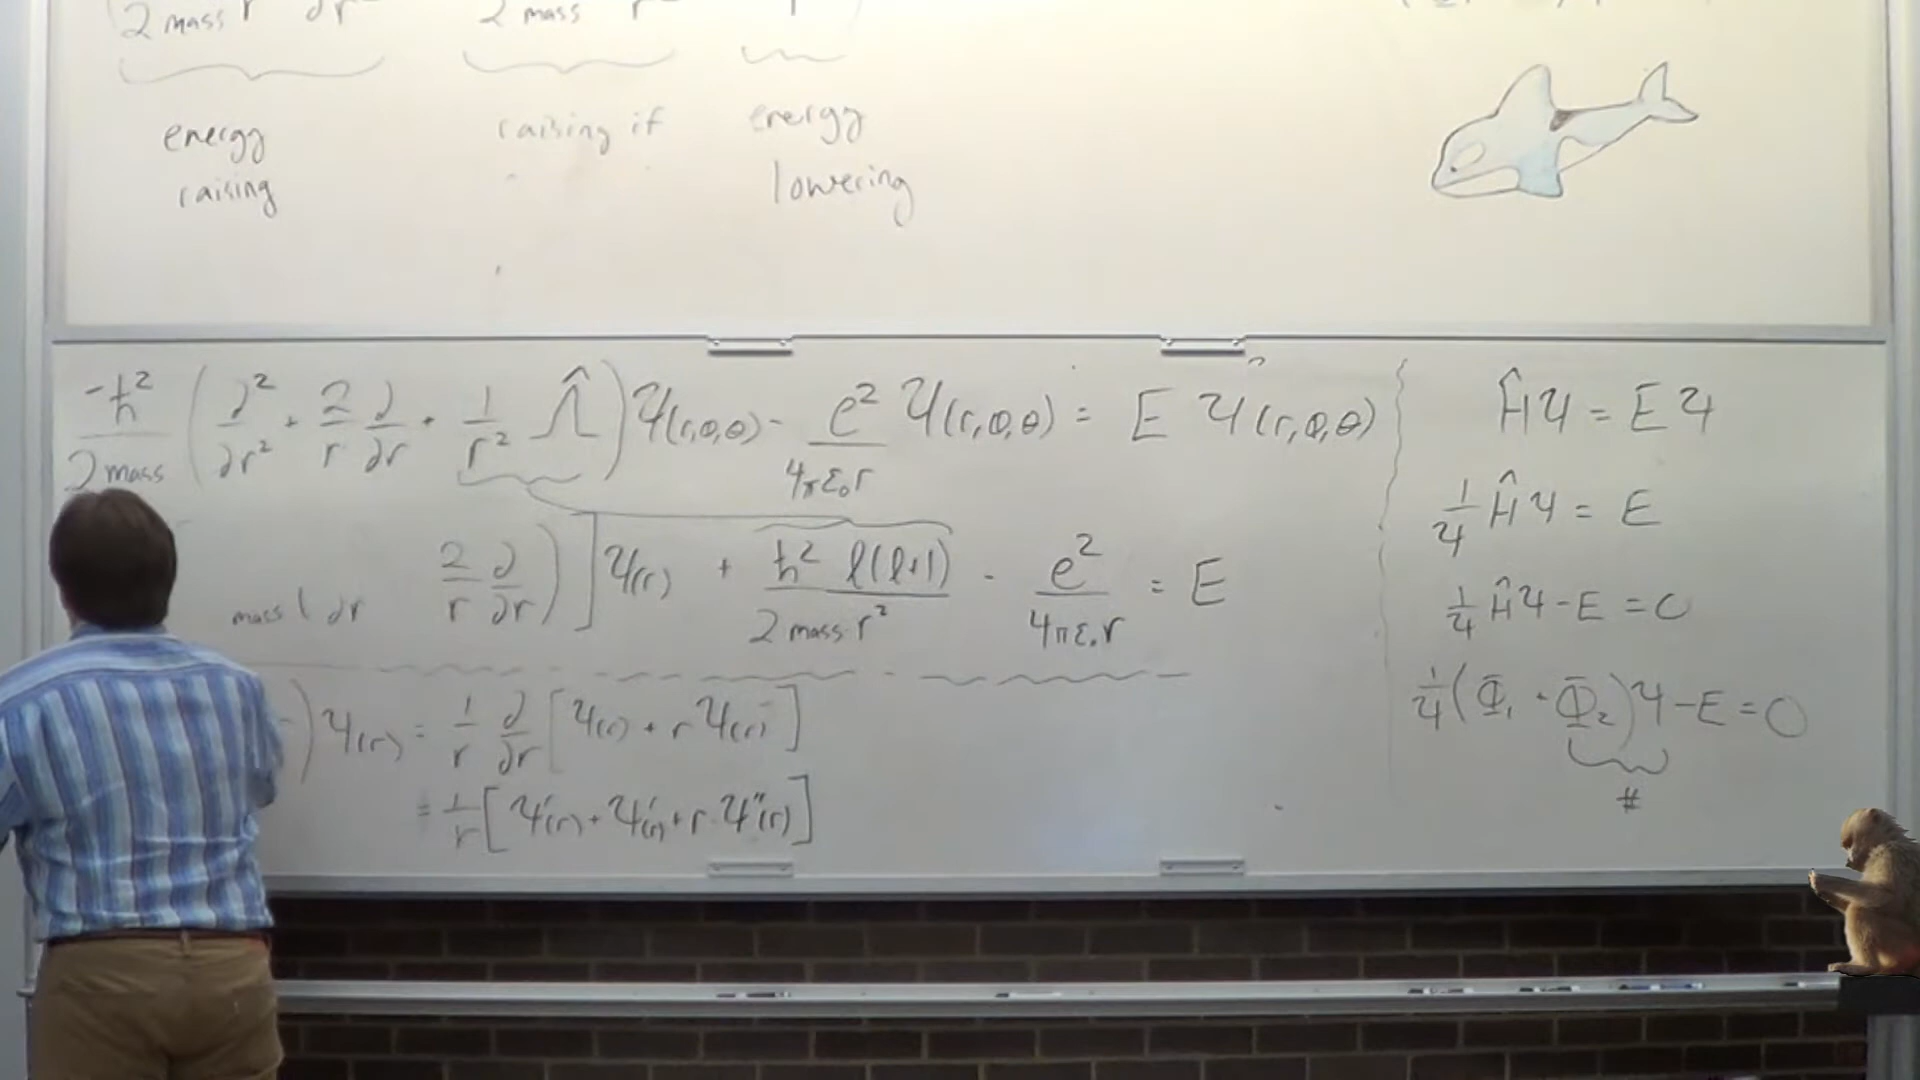 2 mass r ∂r 2 mass r
energy raising if energy
raising lowering
-ħ²/2 mass (∂²/∂r² + 2/r ∂/∂r + 1/r² Λ̂) Ψ(r,Φ,θ) - e²/4πε₀r Ψ(r,Φ,θ) = E Ψ(r,Φ,θ)
mass ( ∂r 2/r ∂/∂r ) ] Ψ(r) + ħ² l(l+1)/2 mass·r² - e²/4πε₀r = E
) Ψ(r) = 1/r ∂/∂r [Ψ(r) + r Ψ(r)']
= 1/r [Ψ'(r) + Ψ'(r) + r·Ψ''(r)]
ĤΨ = EΨ
1/Ψ ĤΨ = E
1/Ψ ĤΨ - E = 0
1/Ψ (Φ̄₁ + Φ̄₂)Ψ - E = 0
#